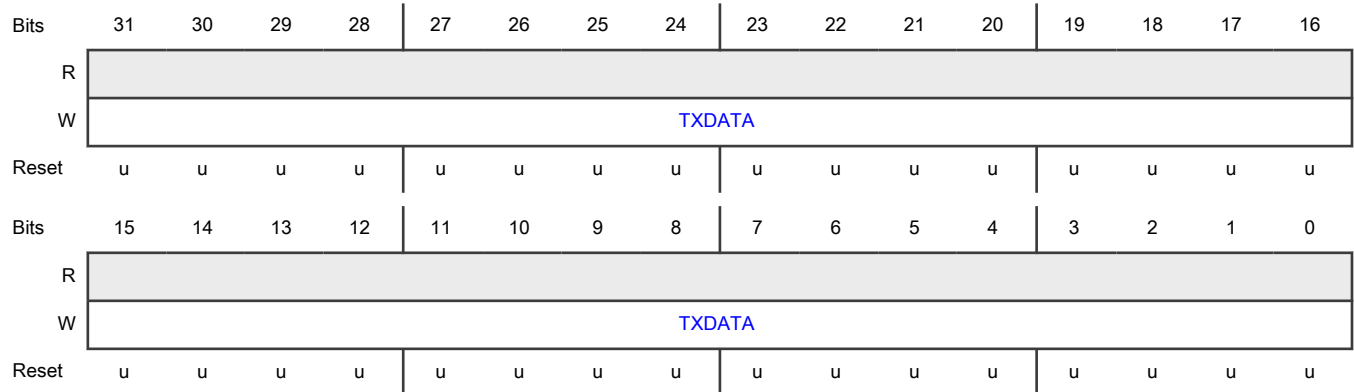 Bits 31 30 29 28 27 26 25 24 23 22 21 20 19 18 17 16
R
W TXDATA
Reset u u u u u u u u u u u u u u u u
Bits 15 14 13 12 11 10 9 8 7 6 5 4 3 2 1 0
R
W TXDATA
Reset u u u u u u u u u u u u u u u u